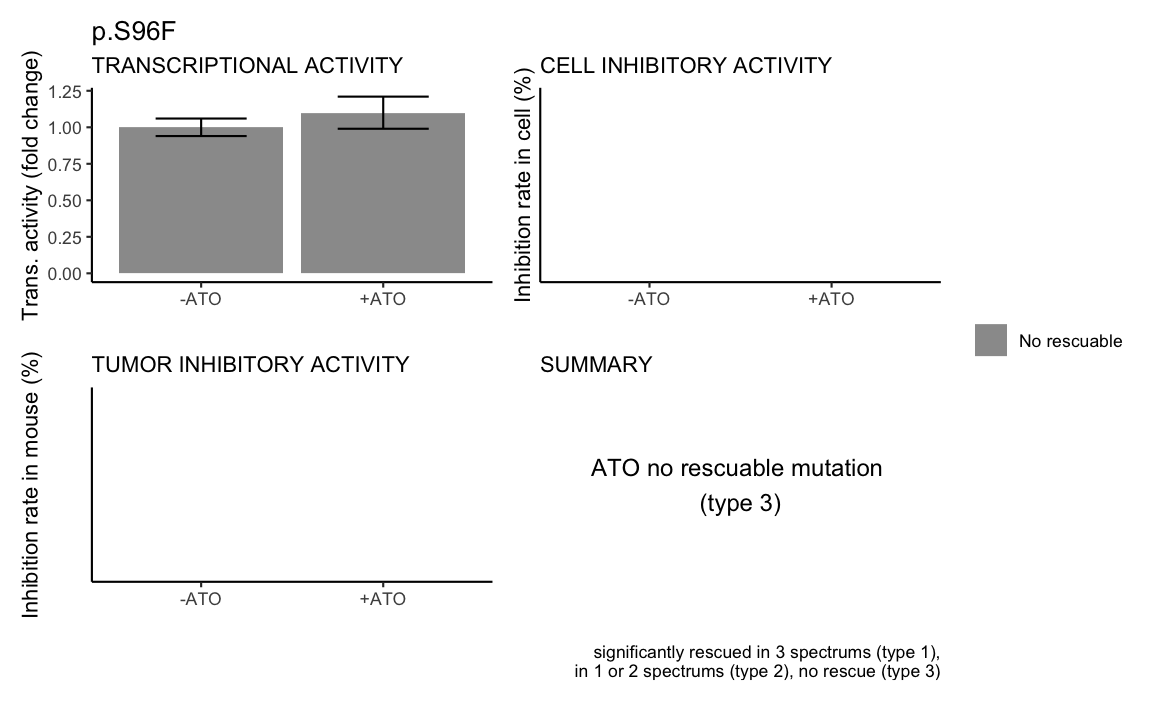 p.S96F
TRANSCRIPTIONAL ACTIVITY
Trans. activity (fold change)
1.25
1.00
0.75
0.50
0.25
0.00
-ATO
+ATO
CELL INHIBITORY ACTIVITY
Inhibition rate in cell (%)
-ATO
+ATO
No rescuable
TUMOR INHIBITORY ACTIVITY
Inhibition rate in mouse (%)
-ATO
+ATO
SUMMARY
ATO no rescuable mutation
(type 3)
significantly rescued in 3 spectrums (type 1),
in 1 or 2 spectrums (type 2), no rescue (type 3)